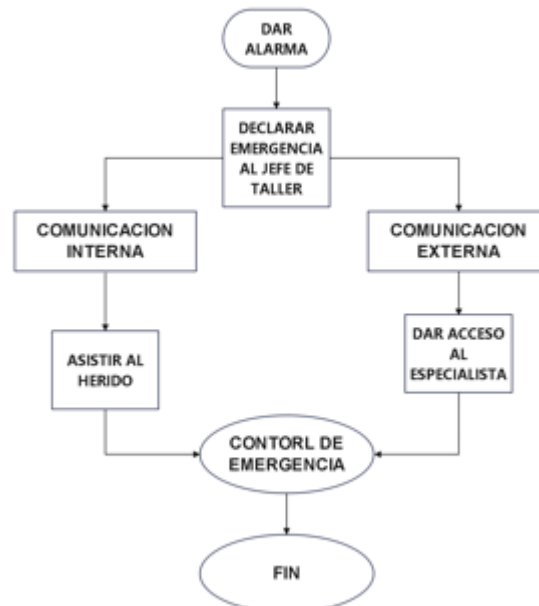 DAR
ALARMA
DECLARAR
EMERGENCIA
AL JEFE DE
TALLER
COMUNICACION
INTERNA
COMUNICACION
EXTERNA
ASISTIR AL
HERIDO
DAR ACCESO
AL
ESPECIALISTA
CONTORL DE
EMERGENCIA
FIN